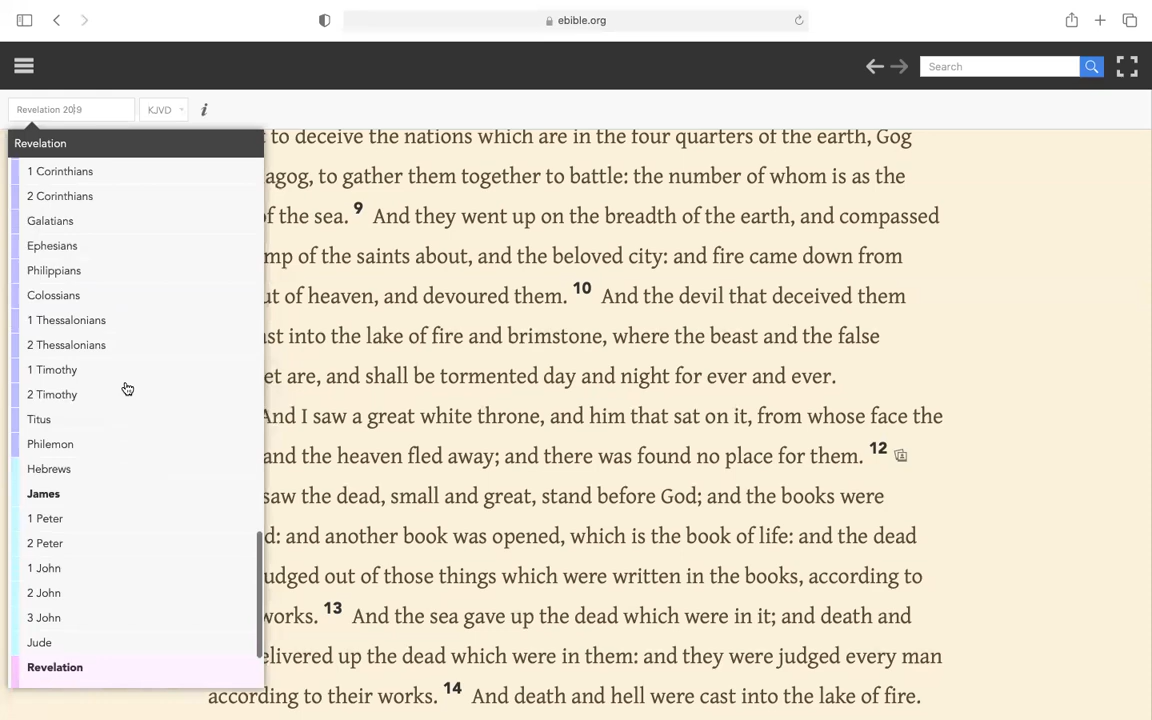 ebible.org
Search
Revelation 20:9
KJVD
Revelation
1 Corinthians
2 Corinthians
Galatians
Ephesians
Philippians
Colossians
1 Thessalonians
2 Thessalonians
1 Timothy
2 Timothy
Titus
Philemon
Hebrews
James
1 Peter
2 Peter
1 John
2 John
3 John
Jude
Revelation
to deceive the nations which are in the four quarters of the earth, Gog
agog, to gather them together to battle: the number of whom is as the
of the sea. 9 And they went up on the breadth of the earth, and compassed
mp of the saints about, and the beloved city: and fire came down from
ut of heaven, and devoured them. 10 And the devil that deceived them
st into the lake of fire and brimstone, where the beast and the false
et are, and shall be tormented day and night for ever and ever.
And I saw a great white throne, and him that sat on it, from whose face the
and the heaven fled away; and there was found no place for them. 12
saw the dead, small and great, stand before God; and the books were
d: and another book was opened, which is the book of life: and the dead
udged out of those things which were written in the books, according to
works. 13 And the sea gave up the dead which were in it; and death and
elivered up the dead which were in them: and they were judged every man
according to their works. 14 And death and hell were cast into the lake of fire.